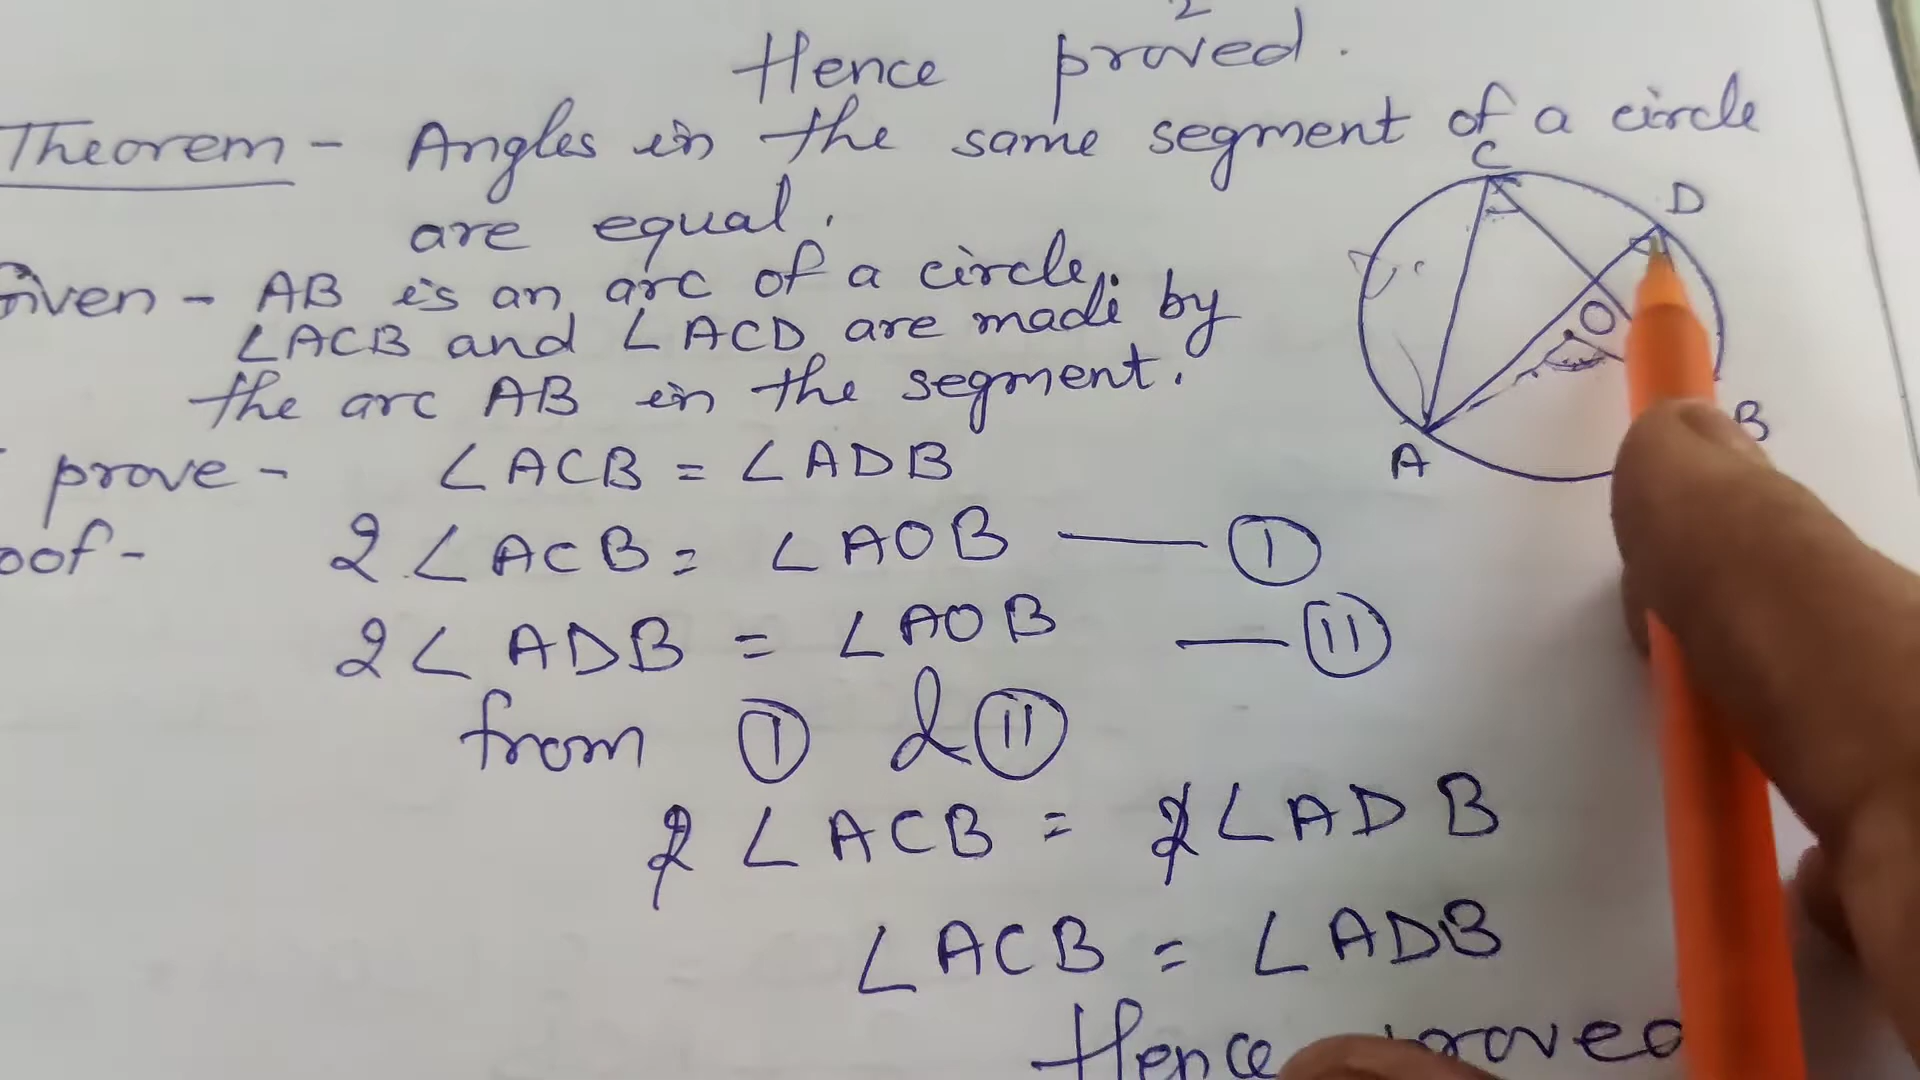 2
Hence proved.
Theorem - Angles in the same segment of a circle
are equal.
Given - AB is an arc of a circle.
∠ACB and ∠ACD are made by
the arc AB in the segment.
prove - ∠ACB = ∠ADB
oof - 2∠ACB = ∠AOB — I
2∠ADB = ∠AOB — II
from I & II
2∠ACB = 2∠ADB
∠ACB = ∠ADB
Hence proved
C
D
O
A
B